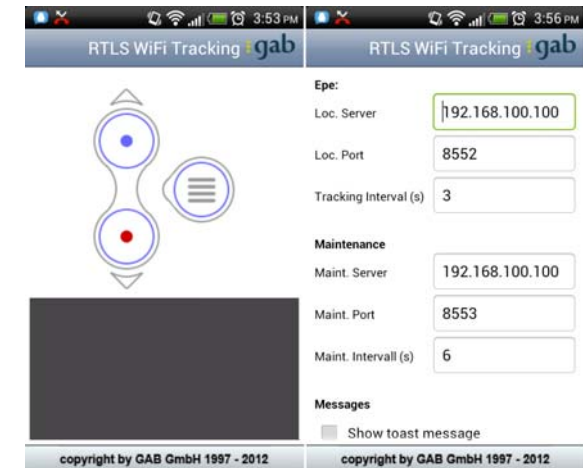 3:53 PM
RTLS WiFi Tracking gab
copyright by GAB GmbH 1997 - 2012
3:56 PM
RTLS WiFi Tracking gab
Epe:
Loc. Server 192.168.100.100
Loc. Port 8552
Tracking Interval (s) 3
Maintenance
Maint. Server 192.168.100.100
Maint. Port 8553
Maint. Intervall (s) 6
Messages
Show toast message
copyright by GAB GmbH 1997 - 2012